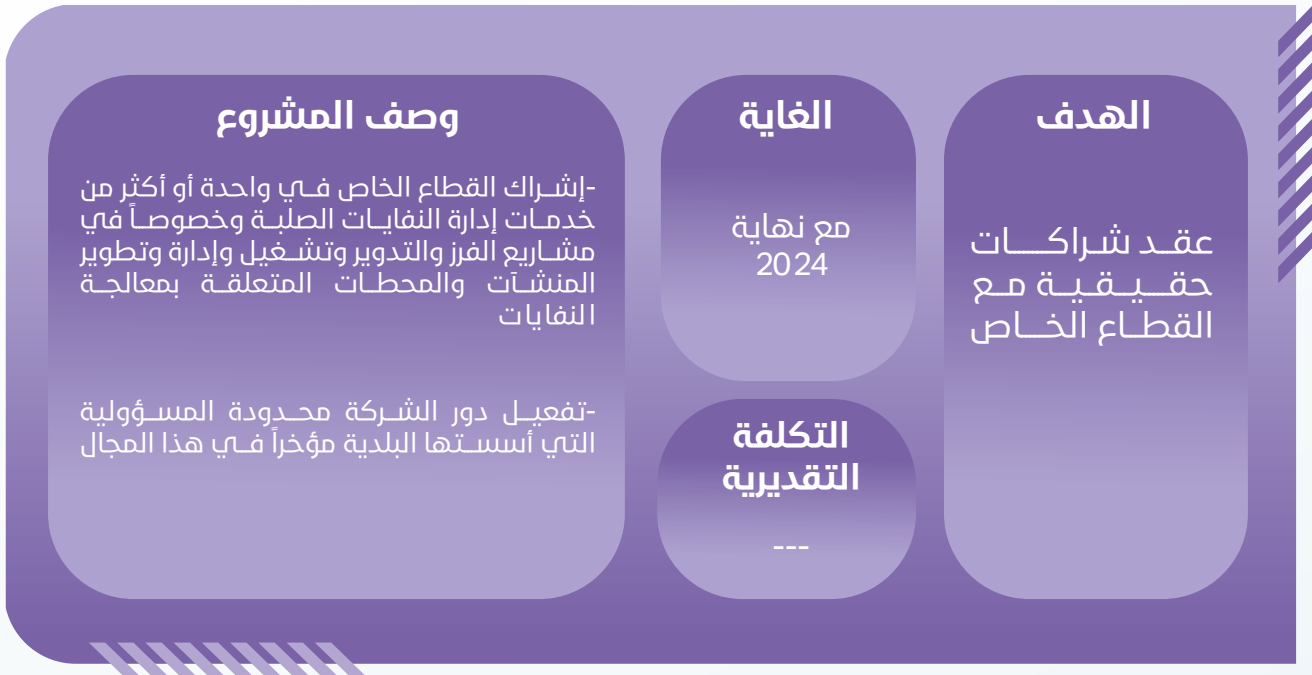 الهدف
عقد شراكات
حقيقية مع
القطاع الخاص
الغاية
مع نهاية
2024
التكلفة
التقديرية
---
وصف المشروع
-إشراك القطاع الخاص في واحدة أو أكثر من
خدمات إدارة النفايات الصلبة وخصوصاً في
مشاريع الفرز والتدوير وتشغيل وإدارة وتطوير
المنشآت والمحطات المتعلقة بمعالجة
النفايات
-تفعيل دور الشركة محدودة المسؤولية
التي أسستها البلدية مؤخراً في هذا المجال